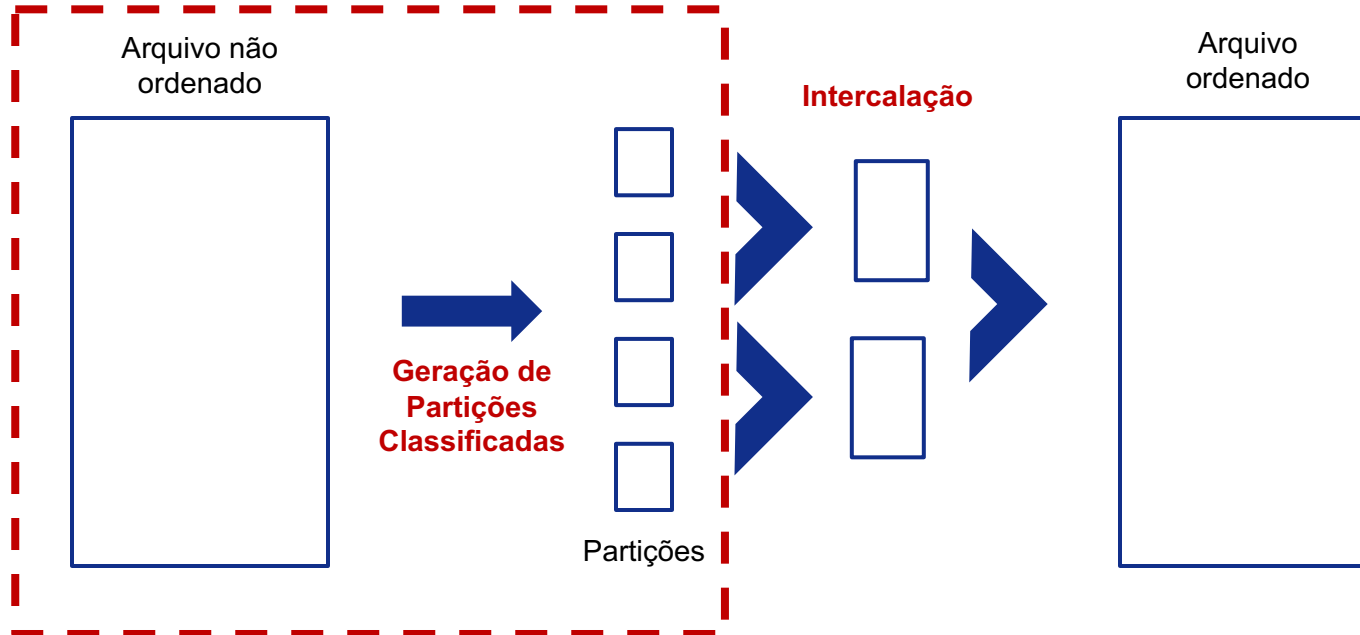 Arquivo não
ordenado
Geração de
Partições
Classificadas
Partições
Intercalação
Arquivo
ordenado